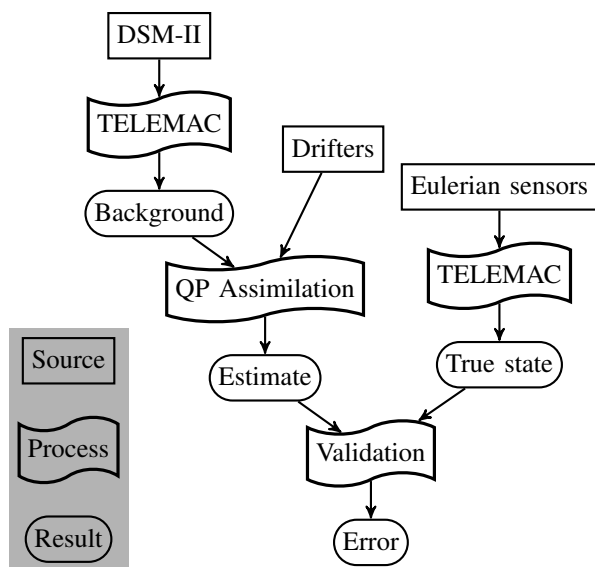 DSM-II
TELEMAC
Drifters
Eulerian sensors
Background
TELEMAC
QP Assimilation
Source
Estimate
True state
Process
Validation
Result
Error